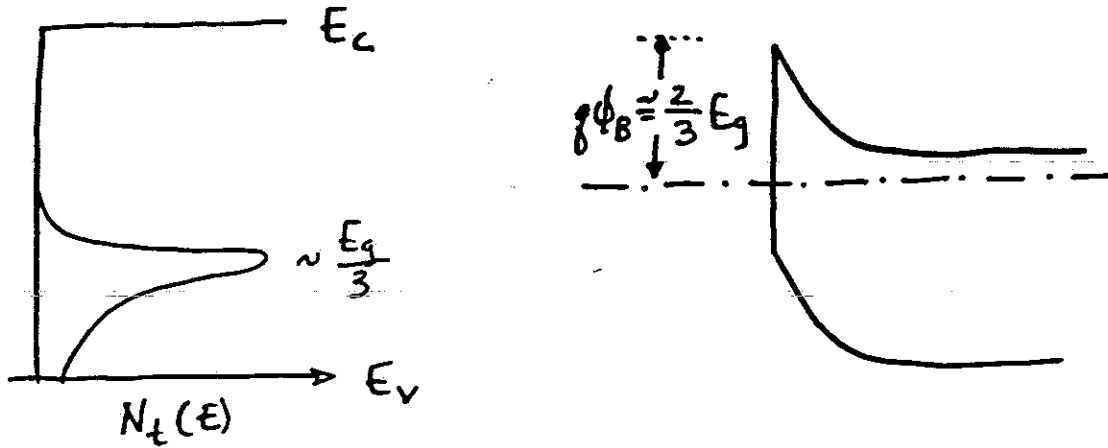 E_c
~ E_g/3
E_v
N_t(E)
qϕ_B ≅ 2/3 E_g